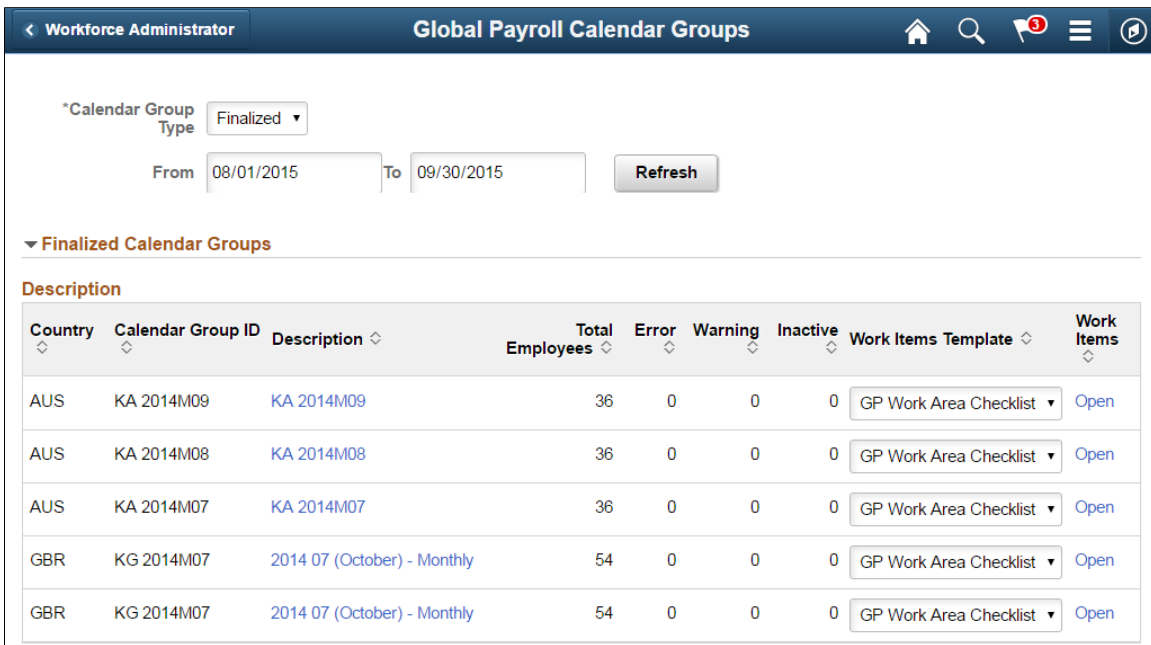 Workforce Administrator
Global Payroll Calendar Groups
3
*Calendar Group Type
Finalized
From 08/01/2015 To 09/30/2015 Refresh
Finalized Calendar Groups
Description
Country Calendar Group ID Description Total Employees Error Warning Inactive Work Items Template Work Items
AUS KA 2014M09 KA 2014M09 36 0 0 0 GP Work Area Checklist Open
AUS KA 2014M08 KA 2014M08 36 0 0 0 GP Work Area Checklist Open
AUS KA 2014M07 KA 2014M07 36 0 0 0 GP Work Area Checklist Open
GBR KG 2014M07 2014 07 (October) - Monthly 54 0 0 0 GP Work Area Checklist Open
GBR KG 2014M07 2014 07 (October) - Monthly 54 0 0 0 GP Work Area Checklist Open